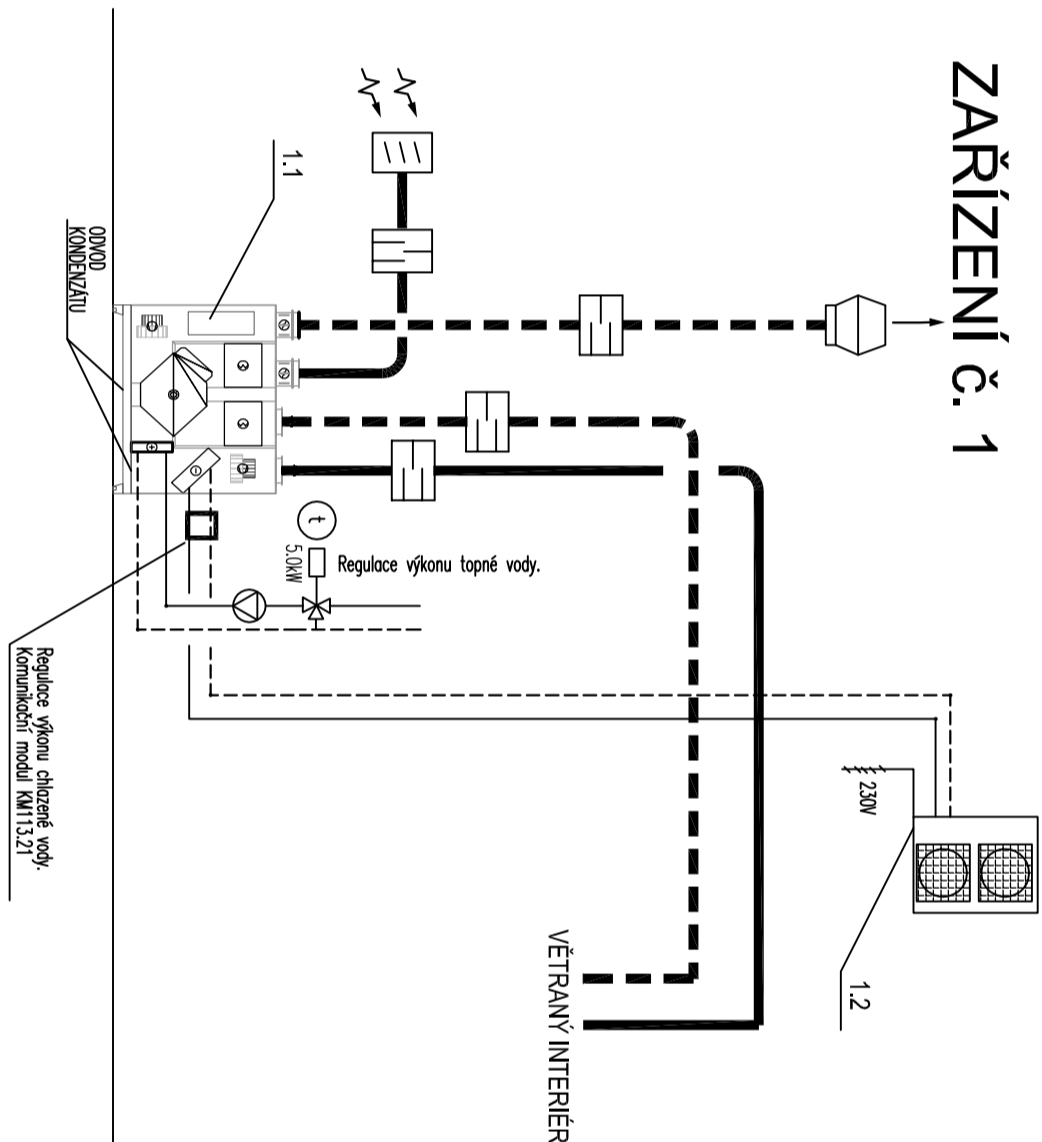 ZAŘÍZENÍ č. 1
1.1
ODVOD
KONDENZÁTU
t
5.0kW
Regulace výkonu topné vody.
Regulace výkonu chlazené vody.
Komunikační modul KM113.21
230V
1.2
VĚTRANÝ INTERIÉR